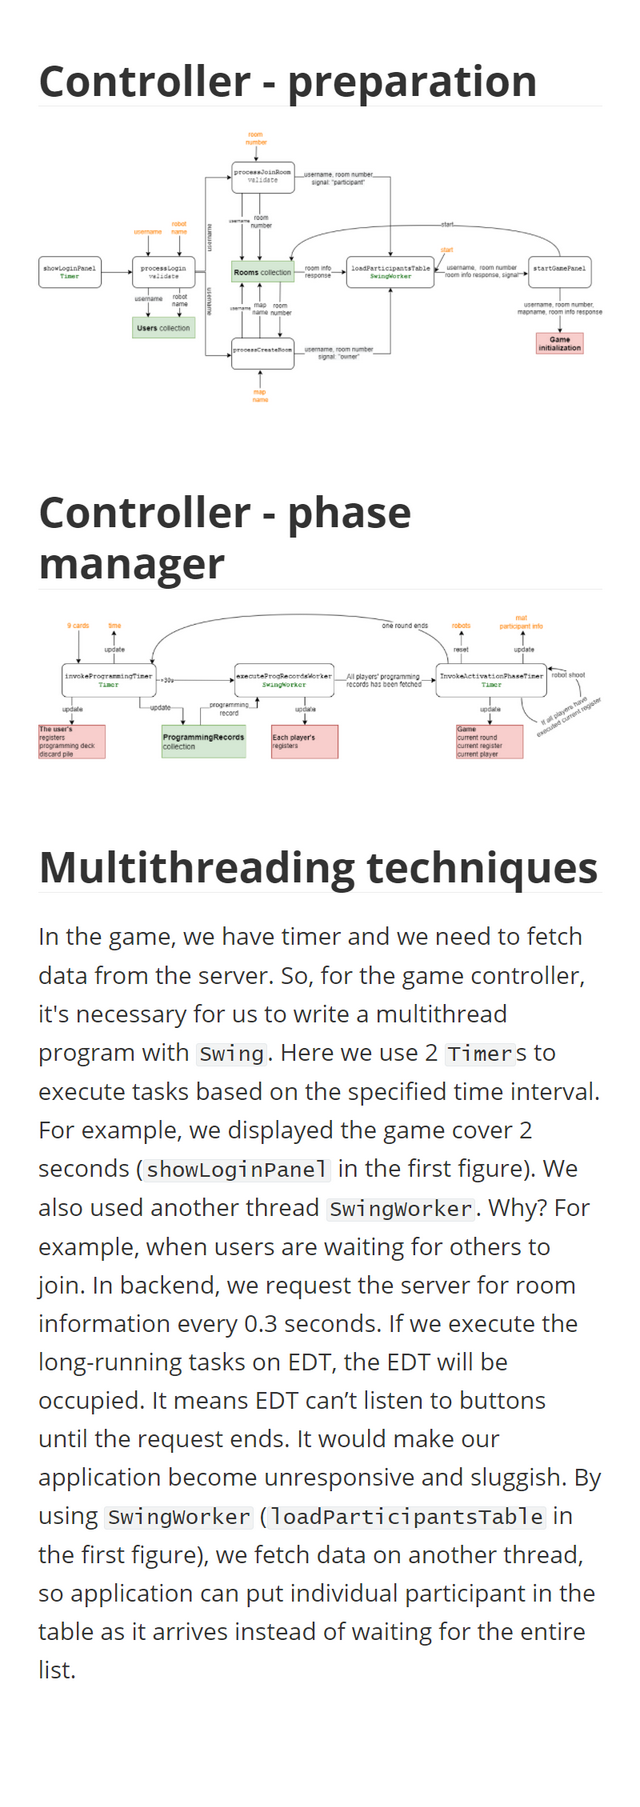 Controller - preparation
room
number
processJoinRoom
validate
username, room number
signal: "participant"
username
room
number
username
robot
name
username
start
start
showLoginPanel
Timer
processLogin
validate
Rooms collection
room info
response
loadParticipantsTable
SwingWorker
username, room number
room info response, signal
startGamePanel
username
robot
name
username
username
map
name
room
number
username, room number,
mapname, room info response
Users collection
Game
initialization
processCreateRoom
username, room number
signal: "owner"
map
name
Controller - phase
manager
9 cards
time
one round ends
robots
mat
participant info
update
reset
update
invokeProgrammingTimer
Timer
>30s
executeProgRecordsWorker
SwingWorker
All players' programming
records has been fetched
InvokeActivationPhaseTimer
Timer
robot shoot
update
update
programming
record
update
update
if all players have
executed current register
The user's
registers
programming deck
discard pile
ProgrammingRecords
collection
Each player's
registers
Game
current round
current register
current player
Multithreading techniques
In the game, we have timer and we need to fetch
data from the server. So, for the game controller,
it's necessary for us to write a multithread
program with Swing. Here we use 2 Timers to
execute tasks based on the specified time interval.
For example, we displayed the game cover 2
seconds (showLoginPanel in the first figure). We
also used another thread SwingWorker. Why? For
example, when users are waiting for others to
join. In backend, we request the server for room
information every 0.3 seconds. If we execute the
long-running tasks on EDT, the EDT will be
occupied. It means EDT can’t listen to buttons
until the request ends. It would make our
application become unresponsive and sluggish. By
using SwingWorker (loadParticipantsTable in
the first figure), we fetch data on another thread,
so application can put individual participant in the
table as it arrives instead of waiting for the entire
list.